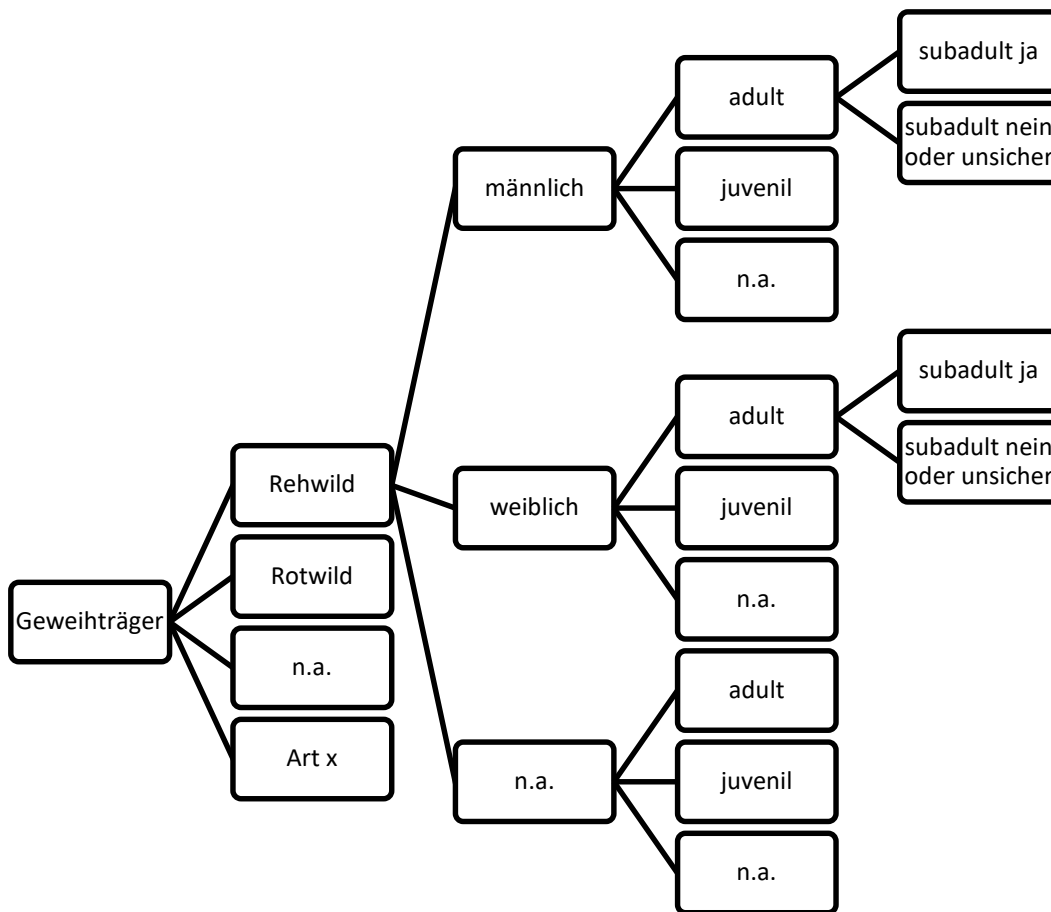 Geweihträger
Rehwild
Rotwild
n.a.
Art x
männlich
weiblich
n.a.
adult
juvenil
n.a.
adult
juvenil
n.a.
adult
juvenil
n.a.
subadult ja
subadult nein
oder unsicher
subadult ja
subadult nein
oder unsicher